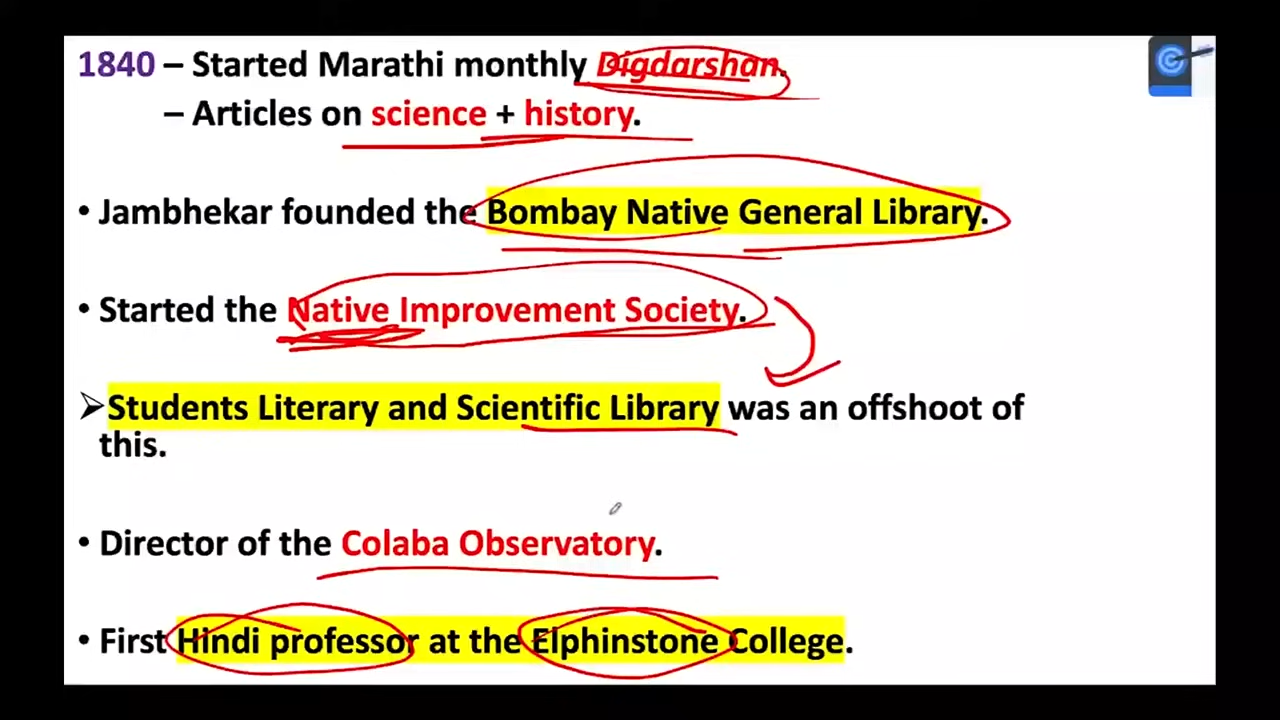 1840 – Started Marathi monthly Digdarshan.
– Articles on science + history.
• Jambhekar founded the Bombay Native General Library.
• Started the Native Improvement Society.
➢Students Literary and Scientific Library was an offshoot of
this.
• Director of the Colaba Observatory.
• First Hindi professor at the Elphinstone College.